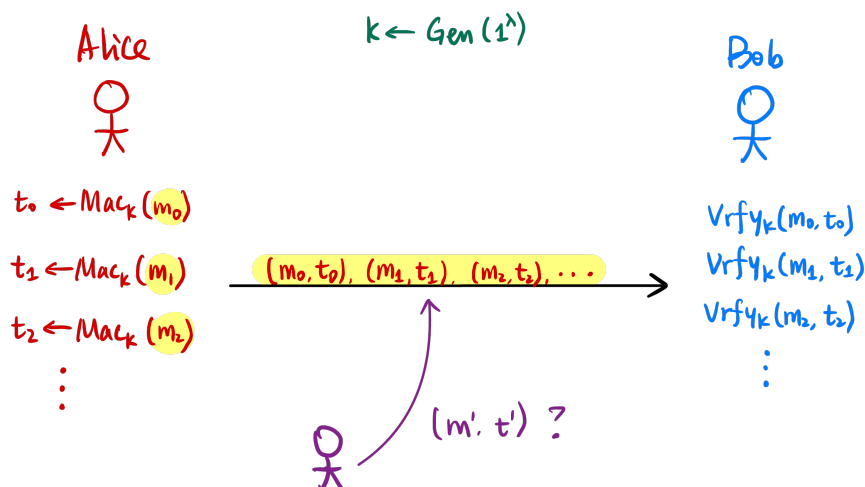 k ← Gen(1^λ)
Alice
Bob
t₀ ← Mac_k(m₀)
t₁ ← Mac_k(m₁)
t₂ ← Mac_k(m₂)
⋮
(m₀, t₀), (m₁, t₁), (m₂, t₂), ...
Vrfy_k(m₀, t₀)
Vrfy_k(m₁, t₁)
Vrfy_k(m₂, t₂)
⋮
(m', t') ?